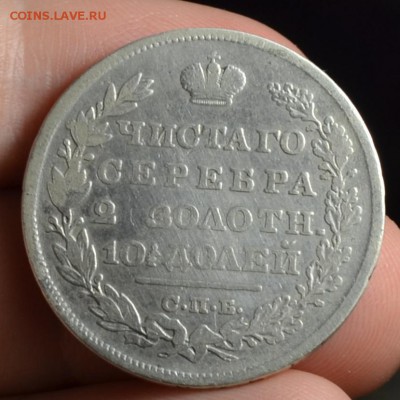 COINS.LAVE.RU
ЧИСТАГО
СЕРЕБРА
2 ЗОЛОТН.
10½ ДОЛЕЙ
С.П.Б.